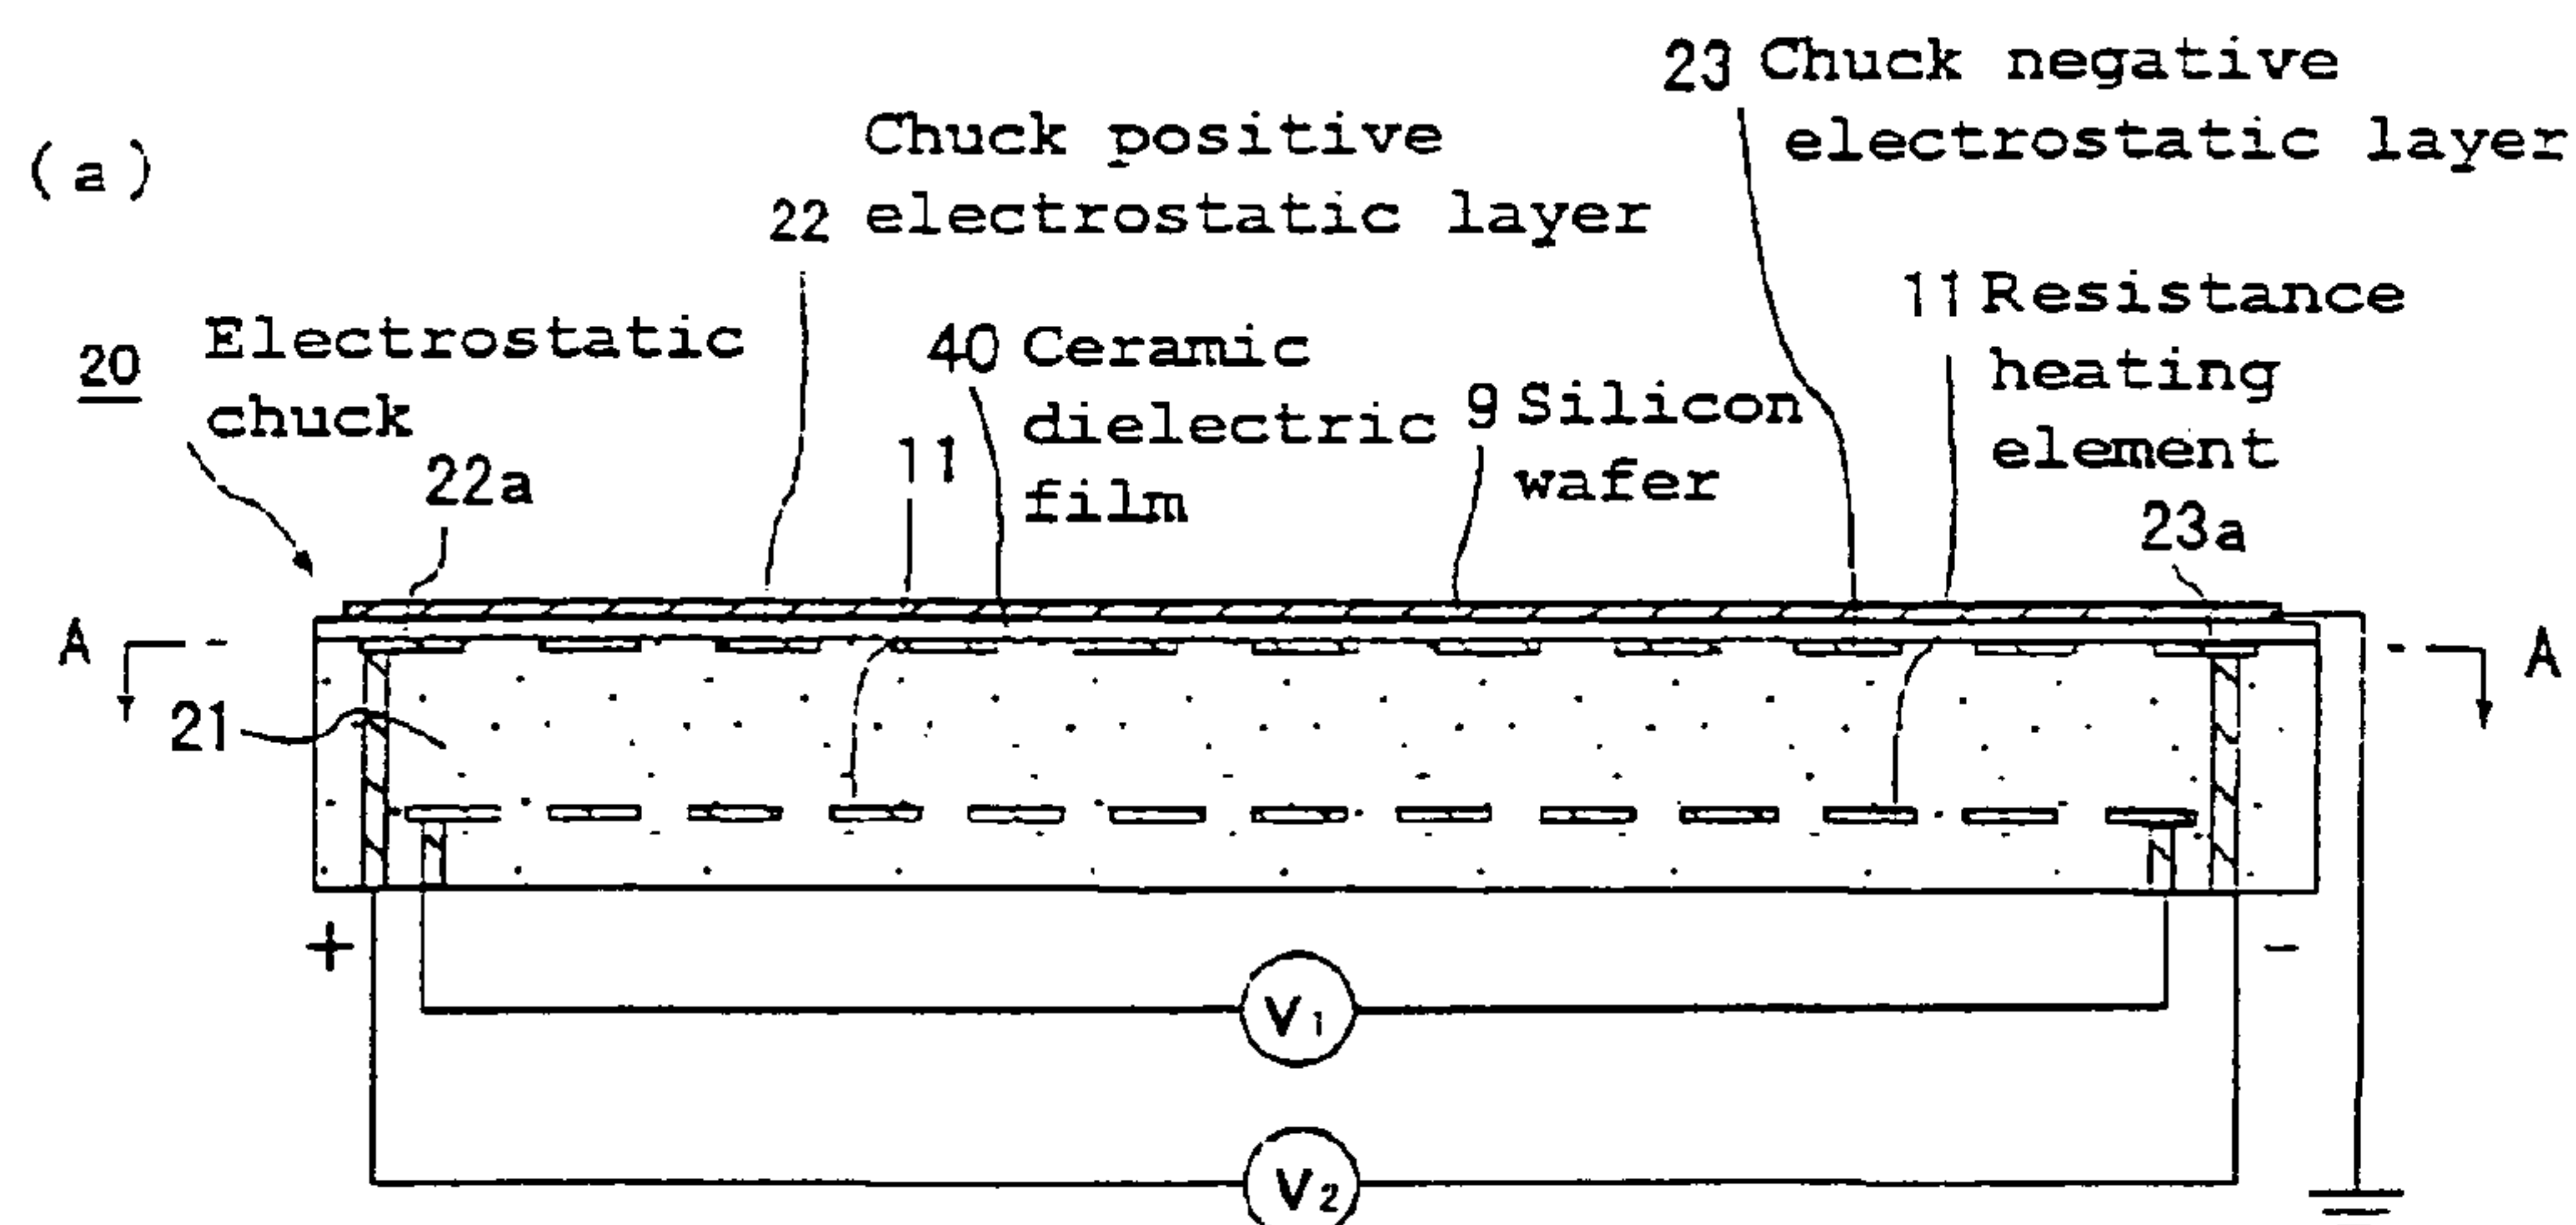 (a)
23 Chuck negative
electrostatic layer
Chuck positive
22 electrostatic layer
11 Resistance
heating
element
20 Electrostatic
chuck
40 Ceramic
dielectric
film
9 Silicon
wafer
11
22a
23a
A
A
21
+
-
V1
V2